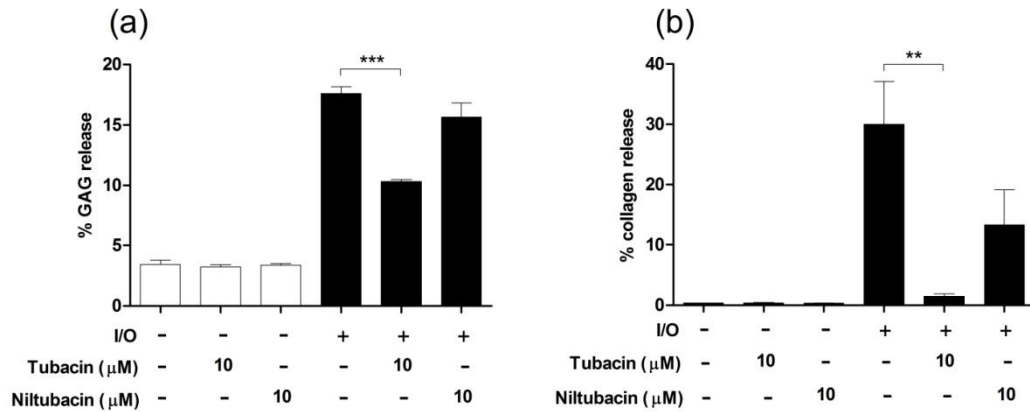 (a)
% GAG release
20
15
10
5
0
***
I/O - - - + + +
Tubacin (µM) - 10 - - 10 -
Niltubacin (µM) - - 10 - - 10
(b)
% collagen release
40
30
20
10
0
**
I/O - - - + + +
Tubacin (µM) - 10 - - 10 -
Niltubacin (µM) - - 10 - - 10